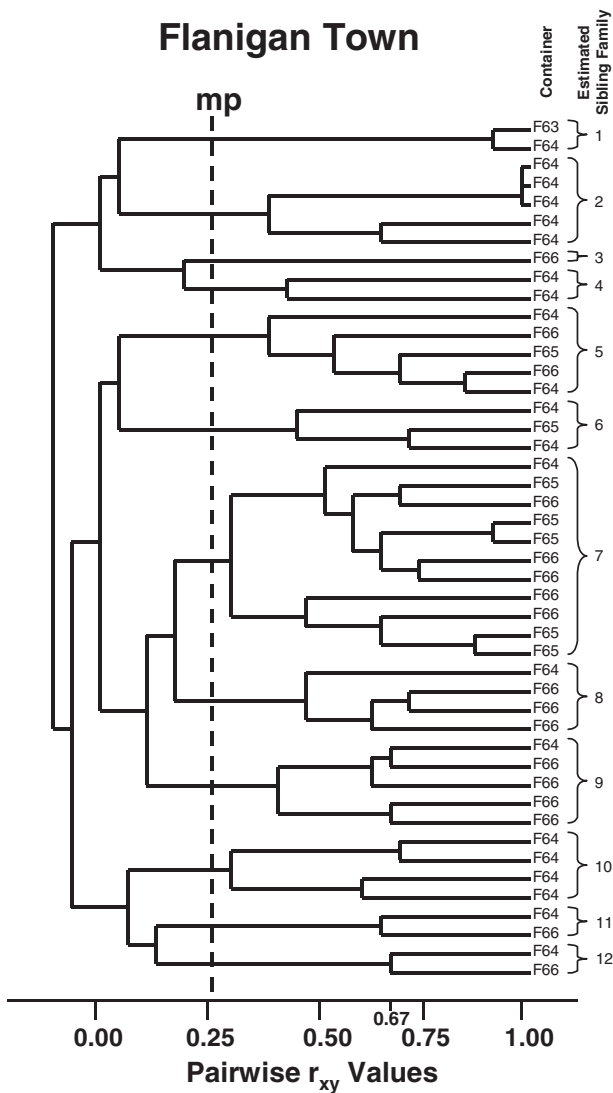 Flanigan Town
Container
Estimated
Sibling Family
mp
F63
F64
1
F64
F64
F64
F64
F64
2
F66
3
F64
F64
4
F64
F66
F65
F66
F64
5
F64
F65
F64
6
F64
F65
F66
F65
F65
F66
F66
F66
F66
F65
F65
7
F64
F66
F66
F66
8
F64
F66
F66
F66
F66
9
F64
F64
F64
F64
10
F64
F66
11
F64
F66
12
0.00 0.25 0.50 0.67 0.75 1.00
Pairwise rxy Values